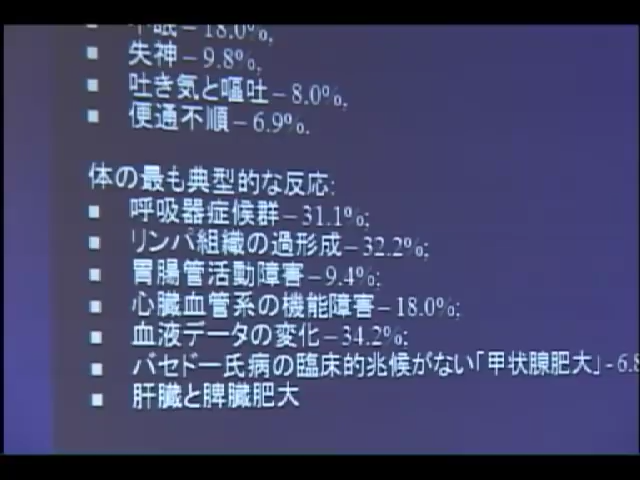 不眠 – 18.0%,
■ 失神 – 9.8%,
■ 吐き気と嘔吐 – 8.0%,
■ 便通不順 – 6.9%.
体の最も典型的な反応:
■ 呼吸器症候群 – 31.1%;
■ リンパ組織の過形成 – 32.2%;
■ 胃腸管活動障害 – 9.4%;
■ 心臓血管系の機能障害 – 18.0%;
■ 血液データの変化 – 34.2%;
■ バセドー氏病の臨床的兆候がない「甲状腺肥大」- 6.8
■ 肝臓と脾臓肥大